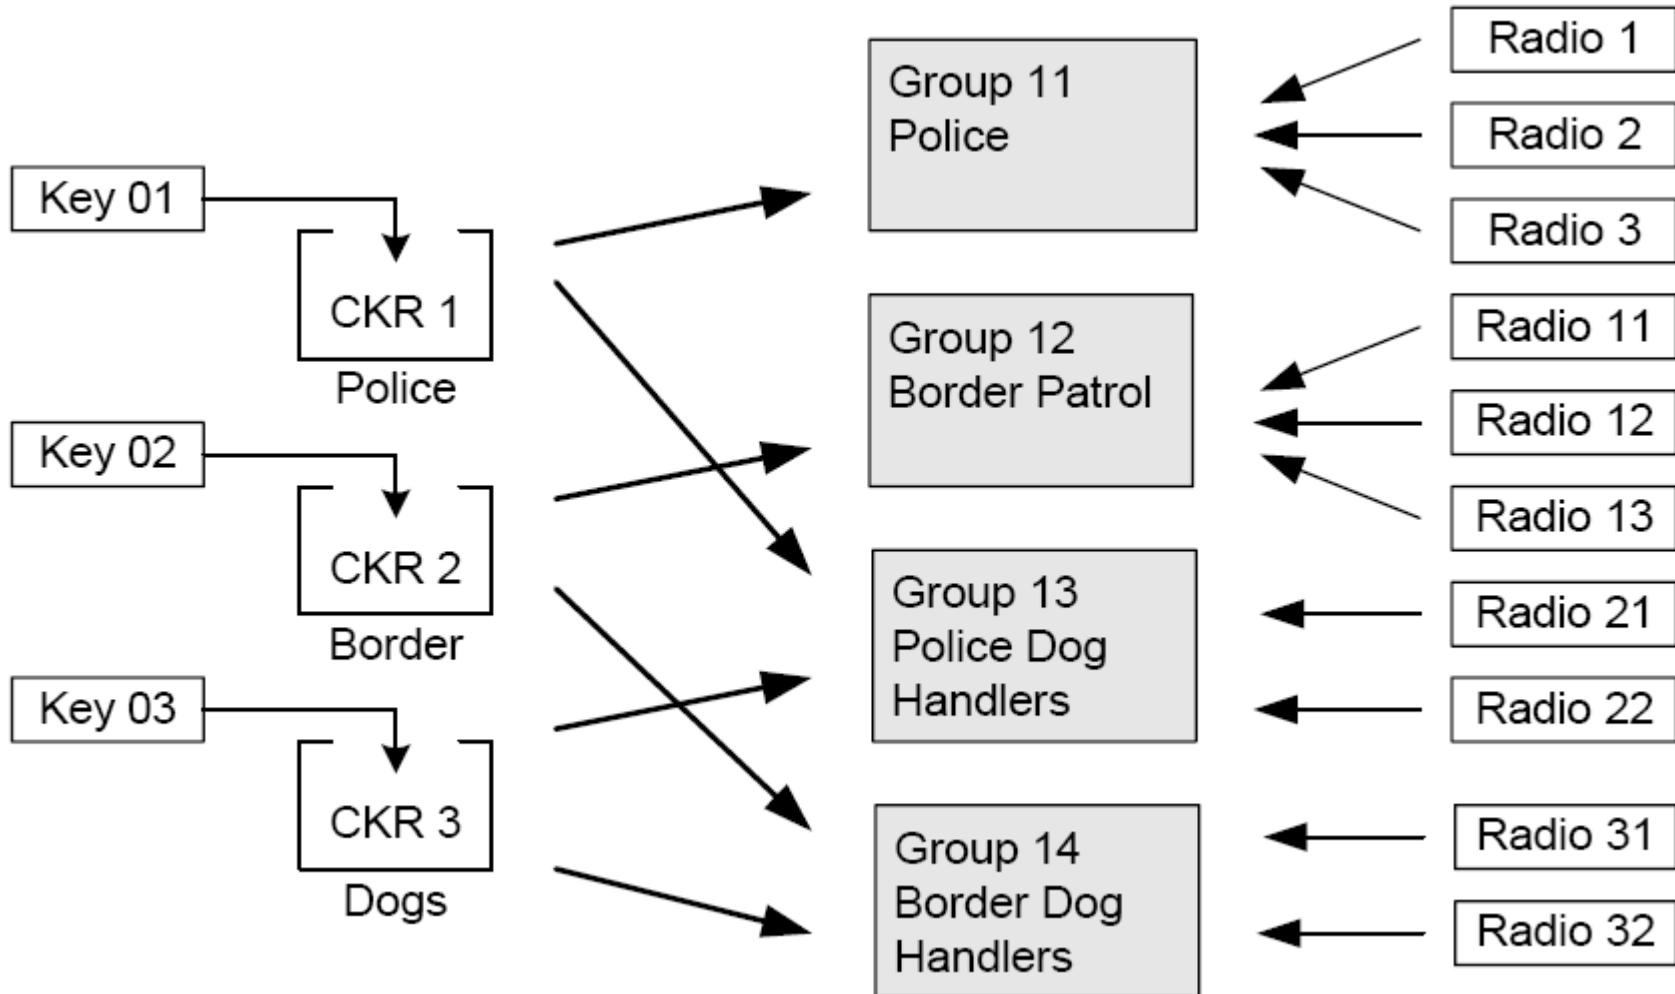 Key 01
CKR 1
Police
Key 02
CKR 2
Border
Key 03
CKR 3
Dogs
Group 11
Police
Group 12
Border Patrol
Group 13
Police Dog
Handlers
Group 14
Border Dog
Handlers
Radio 1
Radio 2
Radio 3
Radio 11
Radio 12
Radio 13
Radio 21
Radio 22
Radio 31
Radio 32